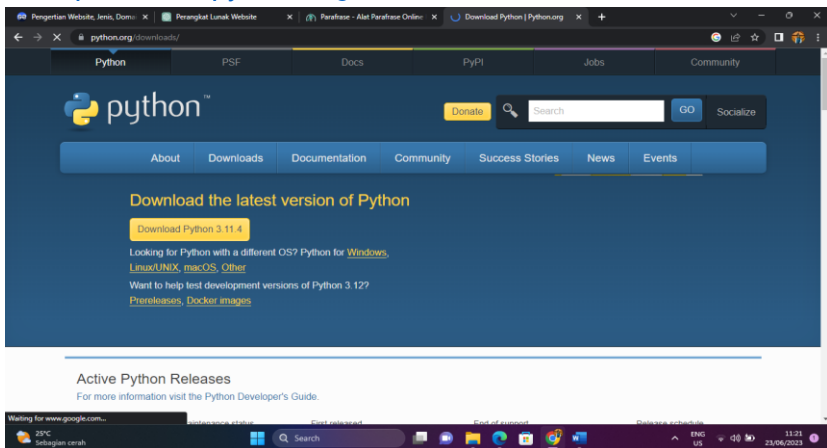 Pengertian Website, Jenis, Doma
Perangkat Lunak Website
Parafrase - Alat Parafrase Online
Download Python | Python.org
python.org/downloads/
Python
PSF
Docs
PyPI
Jobs
Community
python™
Donate
Search
GO
Socialize
About
Downloads
Documentation
Community
Success Stories
News
Events
Download the latest version of Python
Download Python 3.11.4
Looking for Python with a different OS? Python for Windows,
Linux/UNIX, macOS, Other
Want to help test development versions of Python 3.12?
Prereleases, Docker images
Active Python Releases
For more information visit the Python Developer's Guide.
Waiting for www.google.com...
maintenance status
First released
End of support
Release schedule
25°C
Sebagian cerah
Search
ENG
US
11:21
23/06/2023